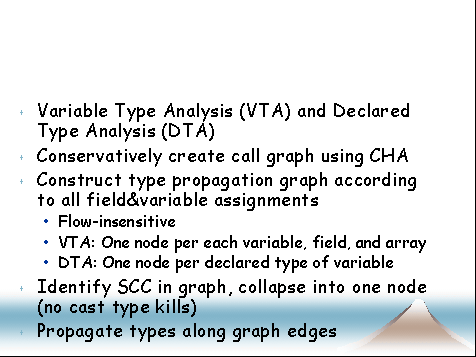 Variable Type Analysis (VTA) and Declared
Type Analysis (DTA)
Conservatively create call graph using CHA
Construct type propagation graph according
to all field&variable assignments
• Flow-insensitive
• VTA: One node per each variable, field, and array
• DTA: One node per declared type of variable
Identify SCC in graph, collapse into one node
(no cast type kills)
Propagate types along graph edges